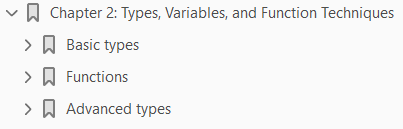 Chapter 2: Types, Variables, and Function Techniques
Basic types
Functions
Advanced types